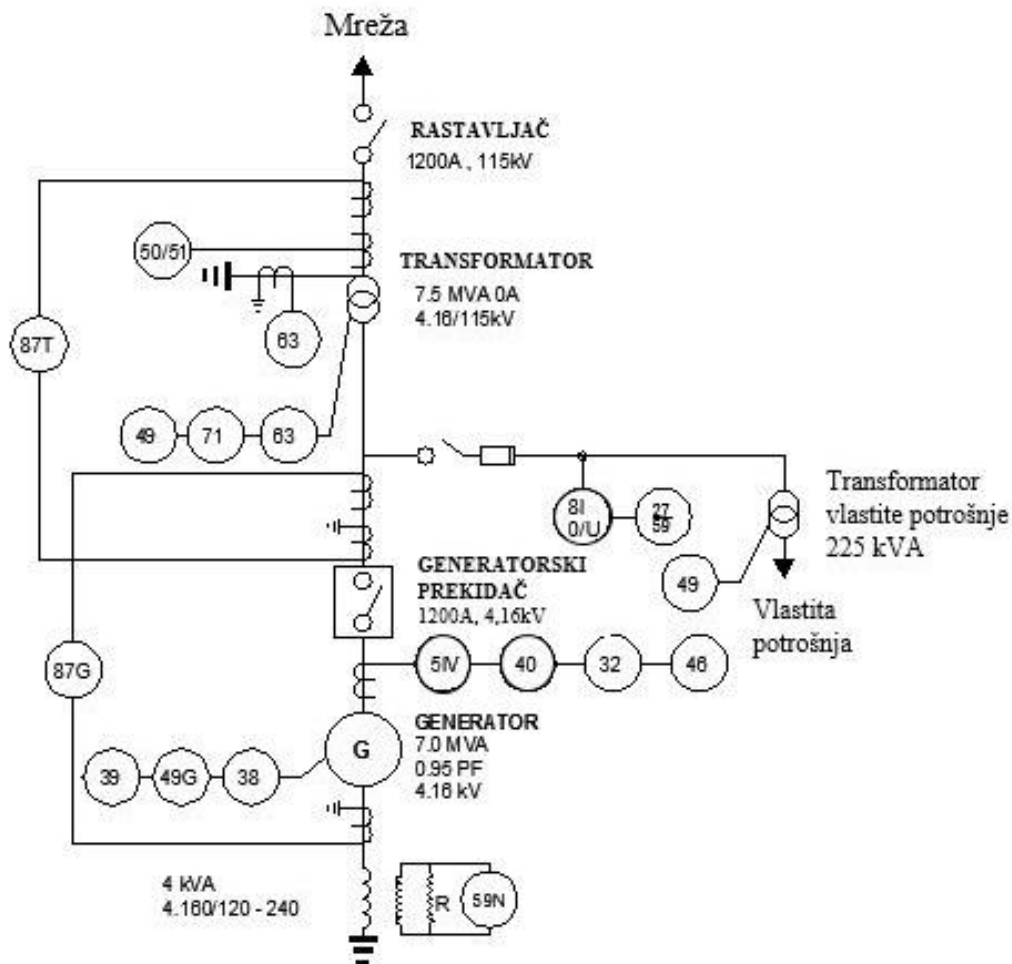 Mreža
RASTAVLJAČ
1200A , 115kV
50/51
TRANSFORMATOR
7.5 MVA 0A
4.16/115kV
63
87T
49
71
63
8I
0/U
27
59
Transformator
vlastite potrošnje
225 kVA
49
Vlastita
potrošnja
GENERATORSKI
PREKIDAČ
1200A, 4,16kV
5IV
40
32
46
87G
GENERATOR
7.0 MVA
0.95 PF
4.16 kV
G
39
49G
38
4 kVA
4.160/120 - 240
R
59N